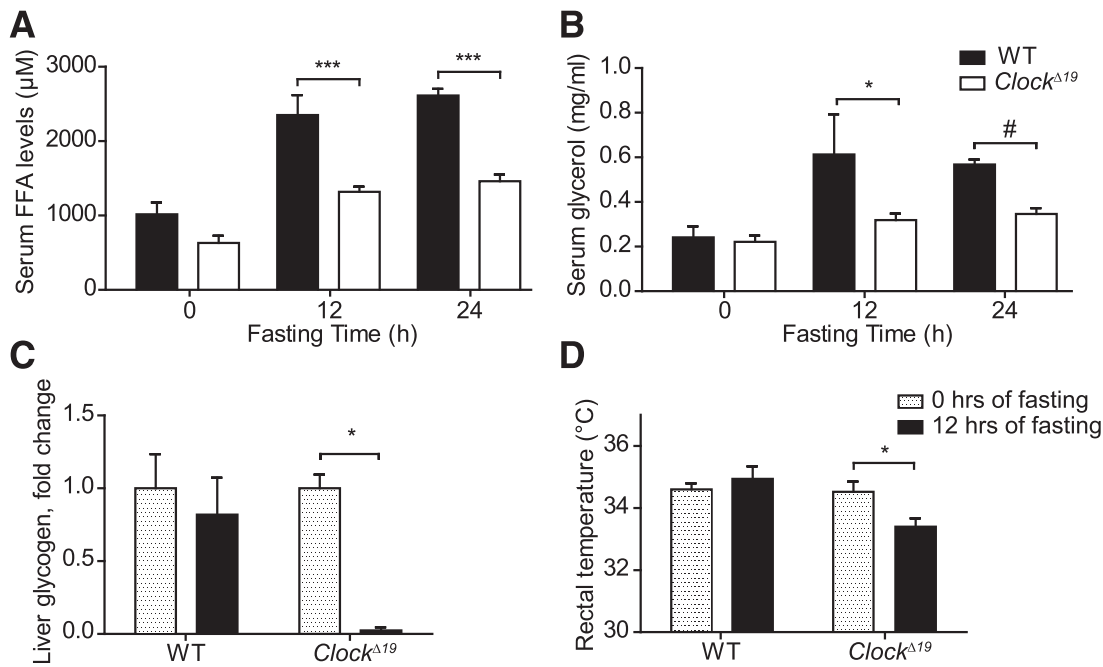 A
Serum FFA levels (μM)
3000
2000
1000
0
***
***
0
12
24
Fasting Time (h)
B
Serum glycerol (mg/ml)
1.0
0.8
0.6
0.4
0.2
0.0
WT
Clock^Δ19
*
#
0
12
24
Fasting Time (h)
C
Liver glycogen, fold change
1.5
1.0
0.5
0.0
*
WT
Clock^Δ19
D
Rectal temperature (°C)
36
34
32
30
0 hrs of fasting
12 hrs of fasting
*
WT
Clock^Δ19